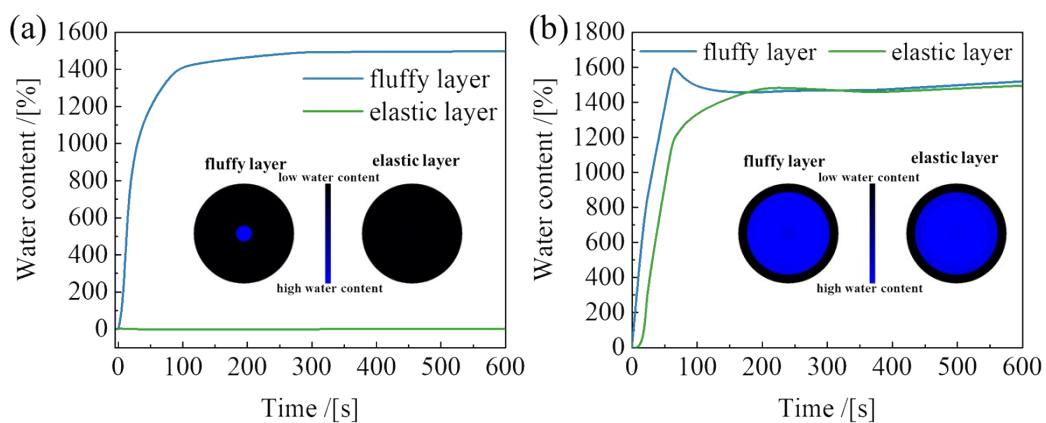 (a)
1600
1400
1200
1000
800
600
400
200
0
Water content /[%]
fluffy layer
elastic layer
fluffy layer
elastic layer
low water content
high water content
0 100 200 300 400 500 600
Time /[s]
(b)
1800
1600
1400
1200
1000
800
600
400
200
0
Water content /[%]
fluffy layer elastic layer
fluffy layer
elastic layer
low water content
high water content
0 100 200 300 400 500 600
Time /[s]